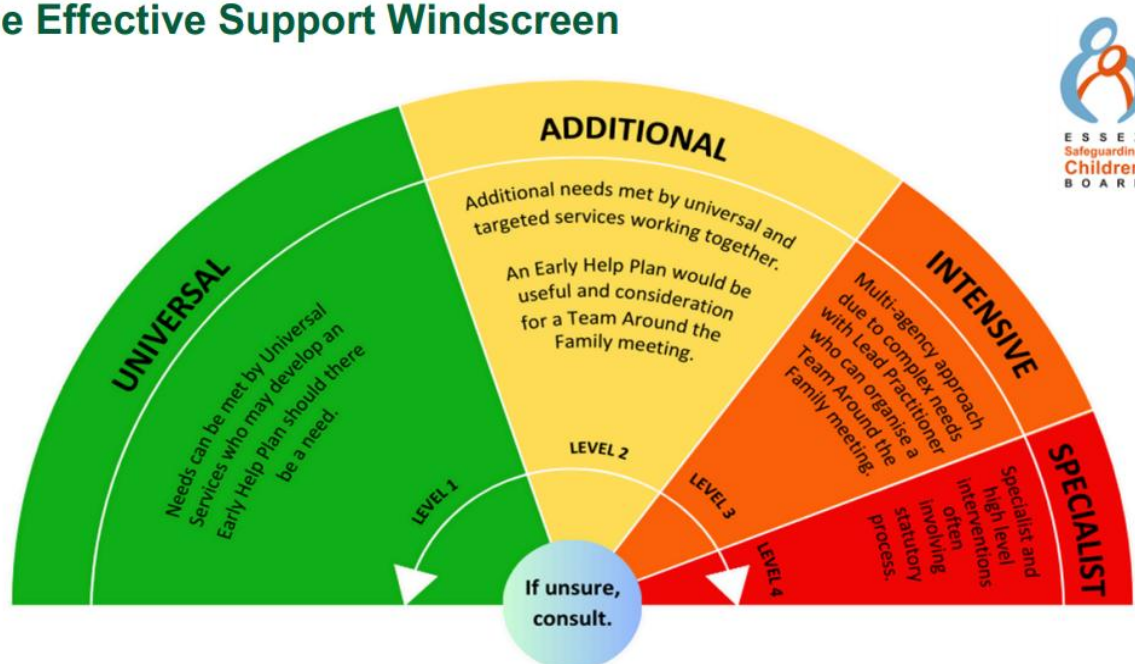 e Effective Support Windscreen
ESSE
Safeguardin
Children
BOAR
UNIVERSAL
Needs can be met by Universal
Services who may develop an
Early Help Plan should there
be a need.
LEVEL 1
ADDITIONAL
Additional needs met by universal and
targeted services working together.
An Early Help Plan would be
useful and consideration
for a Team Around the
Family meeting.
LEVEL 2
INTENSIVE
Multi-agency approach
due to complex needs
with Lead Practitioner
who can organise a
Team Around the
Family meeting.
LEVEL 3
SPECIALIST
Specialist and
high level
interventions
often
involving
statutory
process.
LEVEL 4
If unsure,
consult.